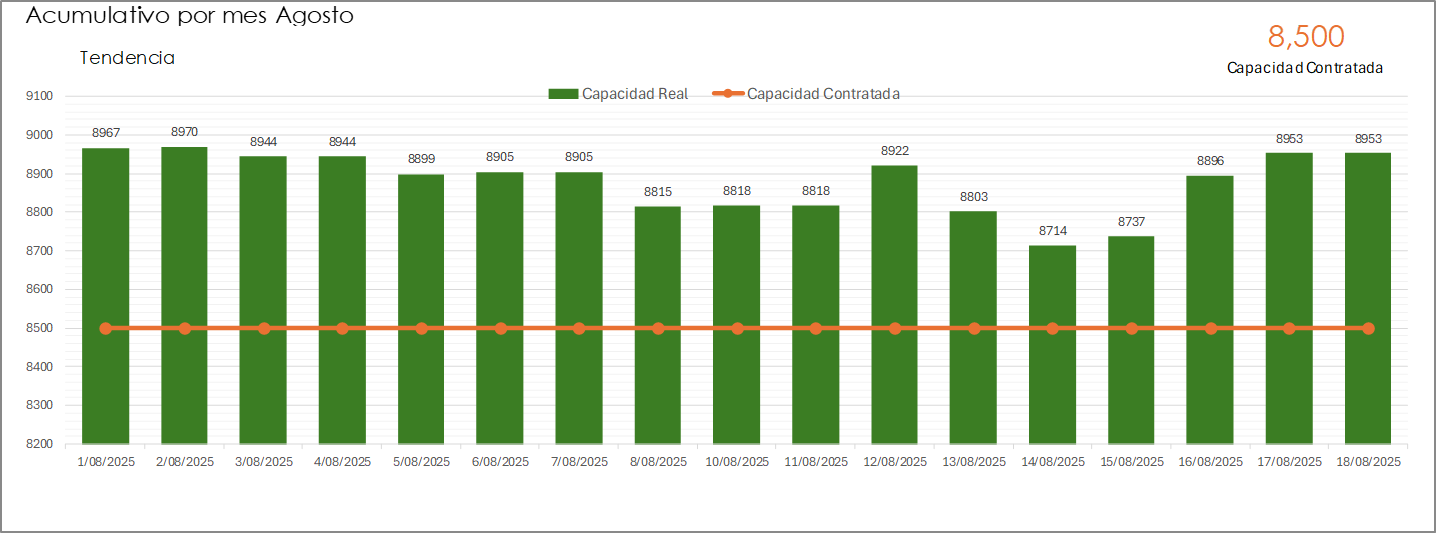 Acumulativo por mes Agosto
8,500
Capacidad Contratada
Tendencia
Capacidad Real Capacidad Contratada
9100
9000
8900
8800
8700
8600
8500
8400
8300
8200
8967 8970 8944 8944 8899 8905 8905 8815 8818 8818 8922 8803 8714 8737 8896 8953 8953
1/08/2025 2/08/2025 3/08/2025 4/08/2025 5/08/2025 6/08/2025 7/08/2025 8/08/2025 10/08/2025 11/08/2025 12/08/2025 13/08/2025 14/08/2025 15/08/2025 16/08/2025 17/08/2025 18/08/2025